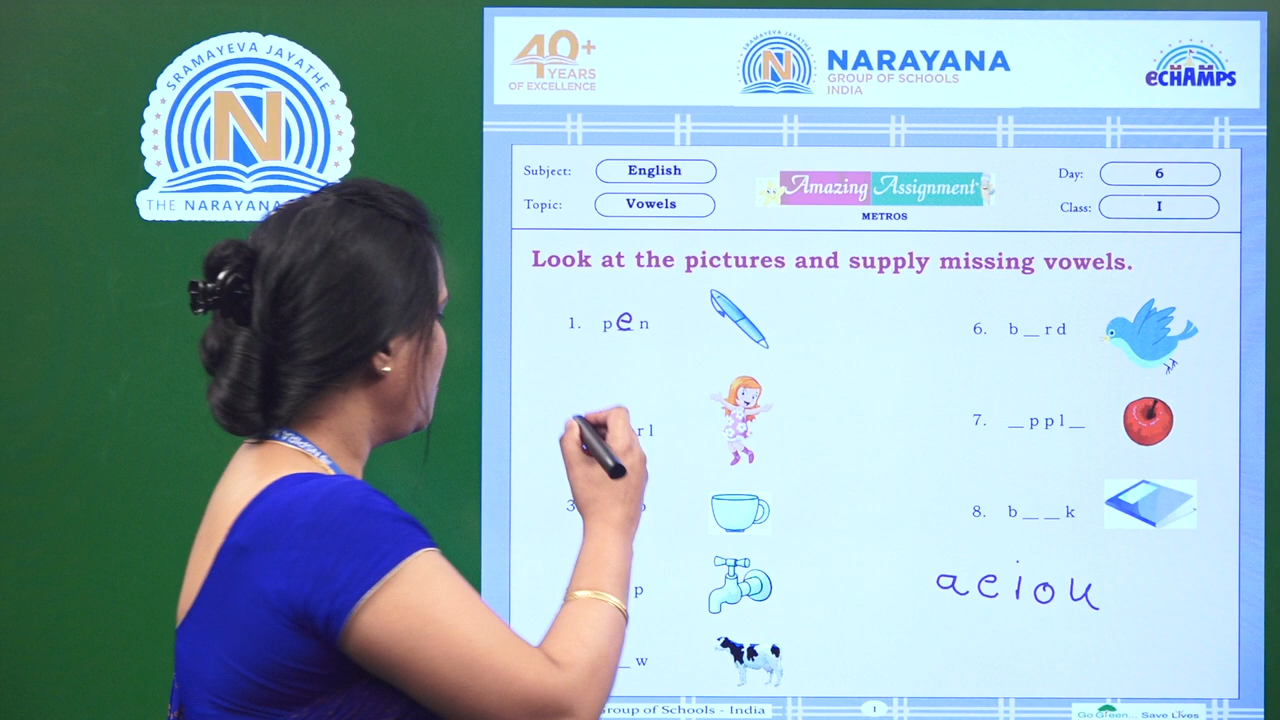 SRAMAYEVA JAYATHE
N
THE NARAYANA
40+
YEARS
OF EXCELLENCE
SRAMAYEVA JAYATHE
N
NARAYANA
GROUP OF SCHOOLS
INDIA
eCHAMPS
Subject: English
Topic: Vowels
Amazing Assignment
METROS
Day: 6
Class: I
Look at the pictures and supply missing vowels.
1. p e n
r l
3
p
w
6. b _ r d
7. _ p p l _
8. b _ _ k
a e i o u
Group of Schools - India
1
Go Green... Save Lives